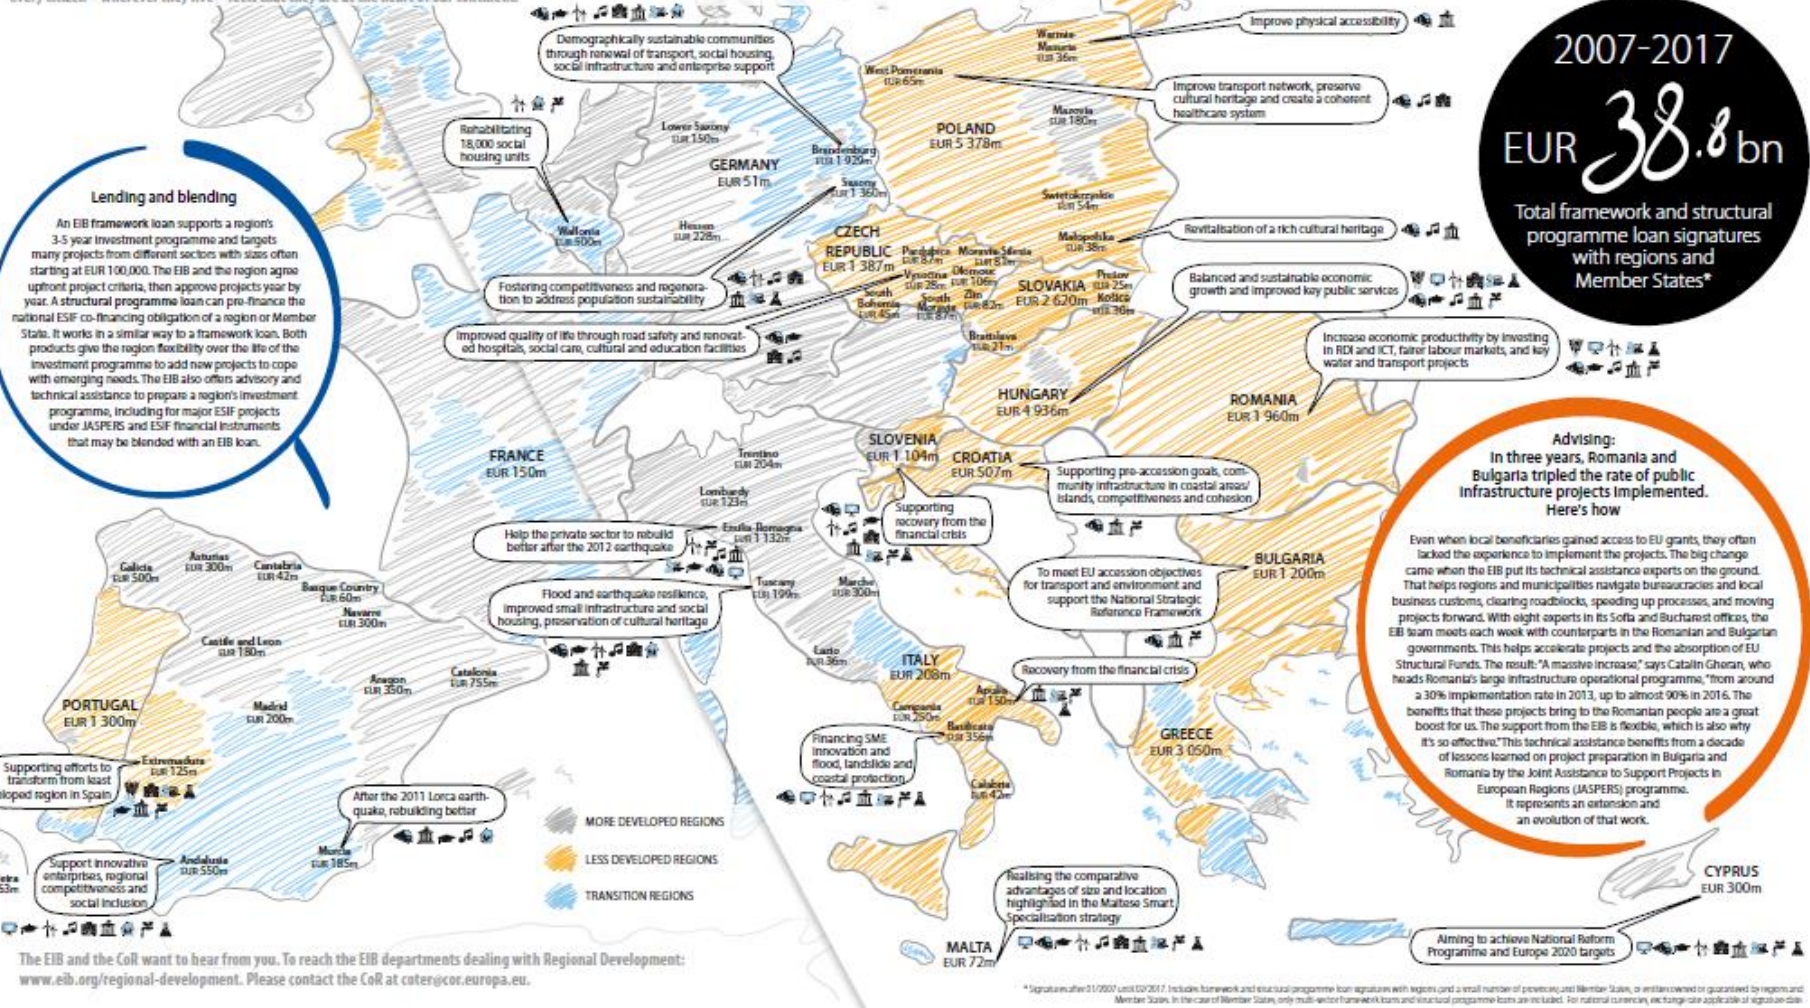 Demographically sustainable communities
through renewal of transport, social housing,
social infrastructure and enterprise support
Improve physical accessibility
2007-2017
EUR 38.8 bn
Total framework and structural
programme loan signatures
with regions and
Member States*
Warmia
Masuria
EUR 36m
West Pomerania
EUR 65m
Improve transport network, preserve
cultural heritage and create a coherent
healthcare system
Mazovia
EUR 180m
POLAND
EUR 5 378m
Rehabilitating
18,000 social
housing units
Lower Saxony
EUR 150m
GERMANY
EUR 51m
Brandenburg
EUR 1 929m
Saxony
EUR 1 360m
Świetokrzyskie
EUR 54m
Małopolska
EUR 38m
Revitalisation of a rich cultural heritage
Lending and blending
An EIB framework loan supports a region's
3-5 year investment programme and targets
many projects from different sectors with sizes often
starting at EUR 100,000. The EIB and the region agree
upfront project criteria, then approve projects year by
year. A structural programme loan can pre-finance the
national ESIF co-financing obligation of a region or Member
State. It works in a similar way to a framework loan. Both
products give the region flexibility over the life of the
investment programme to add new projects to cope
with emerging needs. The EIB also offers advisory and
technical assistance to prepare a region's investment
programme, including for major ESIF projects
under JASPERS and ESIF financial instruments
that may be blended with an EIB loan.
Wallonia
EUR 500m
Hessen
EUR 228m
CZECH
REPUBLIC
EUR 1 387m
Pardubice
EUR 87m
Moravia Silesia
Vysocina
EUR 28m
Olomouc
EUR 106m
South
Bohemia
EUR 45m
South
Moravia
EUR 87m
Zlin
EUR 82m
SLOVAKIA
EUR 2 620m
Prešov
EUR 25m
Košice
EUR 30m
Bratislava
EUR 21m
Fostering competitiveness and regenera-
tion to address population sustainability
Improved quality of life through road safety and renovat-
ed hospitals, social care, cultural and education facilities
Balanced and sustainable economic
growth and improved key public services
Increase economic productivity by investing
in RDI and ICT, fairer labour markets, and key
water and transport projects
HUNGARY
EUR 4 936m
ROMANIA
EUR 1 960m
SLOVENIA
EUR 1 104m
CROATIA
EUR 507m
Supporting pre-accession goals, com-
munity infrastructure in coastal areas/
islands, competitiveness and cohesion
FRANCE
EUR 150m
Trentino
EUR 204m
Lombardy
EUR 123m
Emilia-Romagna
EUR 1 132m
Supporting
recovery from the
financial crisis
Help the private sector to rebuild
better after the 2012 earthquake
Flood and earthquake resilience,
improved small infrastructure and social
housing, preservation of cultural heritage
Tuscany
EUR 199m
Marche
EUR 300m
To meet EU accession objectives
for transport and environment and
support the National Strategic
Reference Framework
BULGARIA
EUR 1 200m
Advising:
In three years, Romania and
Bulgaria tripled the rate of public
infrastructure projects implemented.
Here's how
Even when local beneficiaries gained access to EU grants, they often
lacked the experience to implement the projects. The big change
came when the EIB put its technical assistance experts on the ground.
That helps regions and municipalities navigate bureaucracies and local
business customs, clearing roadblocks, speeding up processes, and moving
projects forward. With eight experts in its Sofia and Bucharest offices, the
EIB team meets each week with counterparts in the Romanian and Bulgarian
governments. This helps accelerate projects and the absorption of EU
Structural Funds. The result: "A massive increase," says Catalin Gheran, who
heads Romania's large infrastructure operational programme, "from around
a 30% implementation rate in 2013, up to almost 90% in 2016. The
benefits that these projects bring to the Romanian people are a great
boost for us. The support from the EIB is flexible, which is also why
it's so effective." This technical assistance benefits from a decade
of lessons learned on project preparation in Bulgaria and
Romania by the Joint Assistance to Support Projects in
European Regions (JASPERS) programme.
It represents an extension and
an evolution of that work.
Galicia
EUR 500m
Asturias
EUR 300m
Cantabria
EUR 42m
Basque Country
EUR 60m
Navarre
EUR 300m
Castile and Leon
EUR 180m
Aragon
EUR 350m
Catalonia
EUR 755m
Madrid
EUR 200m
PORTUGAL
EUR 1 300m
Lazio
EUR 36m
ITALY
EUR 208m
Recovery from the financial crisis
Apulia
EUR 150m
Campania
EUR 250m
Basilicata
EUR 356m
Calabria
EUR 42m
Financing SME
innovation and
flood, landslide and
coastal protection
GREECE
EUR 3 050m
Supporting efforts to
transform from least
loped region in Spain
Extremadura
EUR 125m
After the 2011 Lorca earth-
quake, rebuilding better
Murcia
EUR 185m
Andalusia
EUR 550m
Support innovative
enterprises, regional
competitiveness and
social inclusion
eira
53m
MORE DEVELOPED REGIONS
LESS DEVELOPED REGIONS
TRANSITION REGIONS
Realising the comparative
advantages of size and location
highlighted in the Maltese Smart
Specialisation strategy
MALTA
EUR 72m
CYPRUS
EUR 300m
Aiming to achieve National Reform
Programme and Europe 2020 targets
The EIB and the CoR want to hear from you. To reach the EIB departments dealing with Regional Development:
www.eib.org/regional-development. Please contact the CoR at coter@cor.europa.eu.